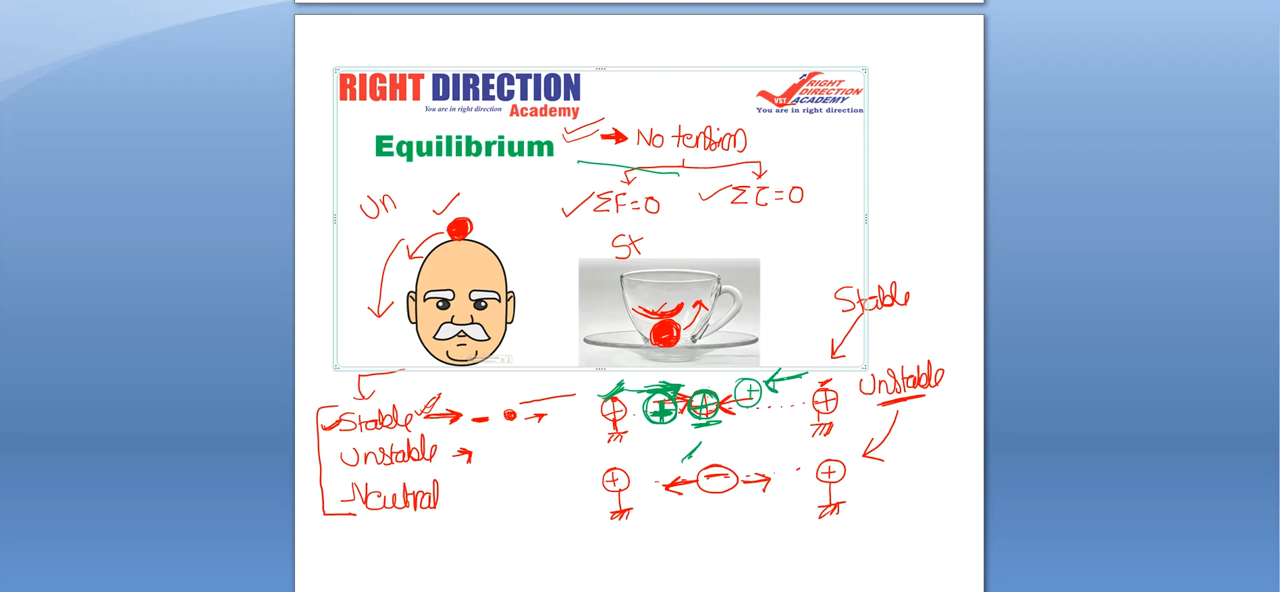 RIGHT DIRECTION
You are in right direction Academy
RIGHT
DIRECTION
VST ACADEMY
You are in right direction
Equilibrium → No tension
ΣF=0 Στ=0
Un
St
Stable
Unstable
Stable
Unstable
Neutral
+ + + + +
+ − +